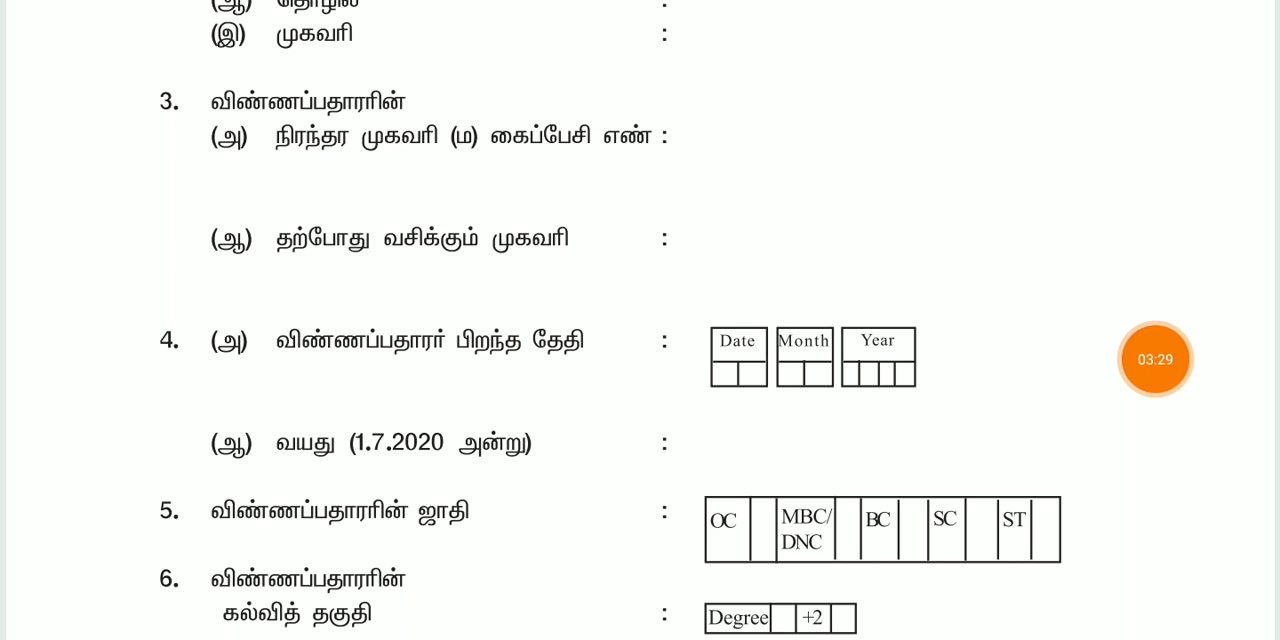 (ஆ) தொழில் :
(இ) முகவரி :
3. விண்ணப்பதாரரின்
(அ) நிரந்தர முகவரி (ம) கைப்பேசி எண் :
(ஆ) தற்போது வசிக்கும் முகவரி :
4. (அ) விண்ணப்பதாரர் பிறந்த தேதி : Date Month Year
03:29
(ஆ) வயது (1.7.2020 அன்று) :
5. விண்ணப்பதாரரின் ஜாதி : OC MBC/ BC SC ST
DNC
6. விண்ணப்பதாரரின்
கல்வித் தகுதி : Degree +2